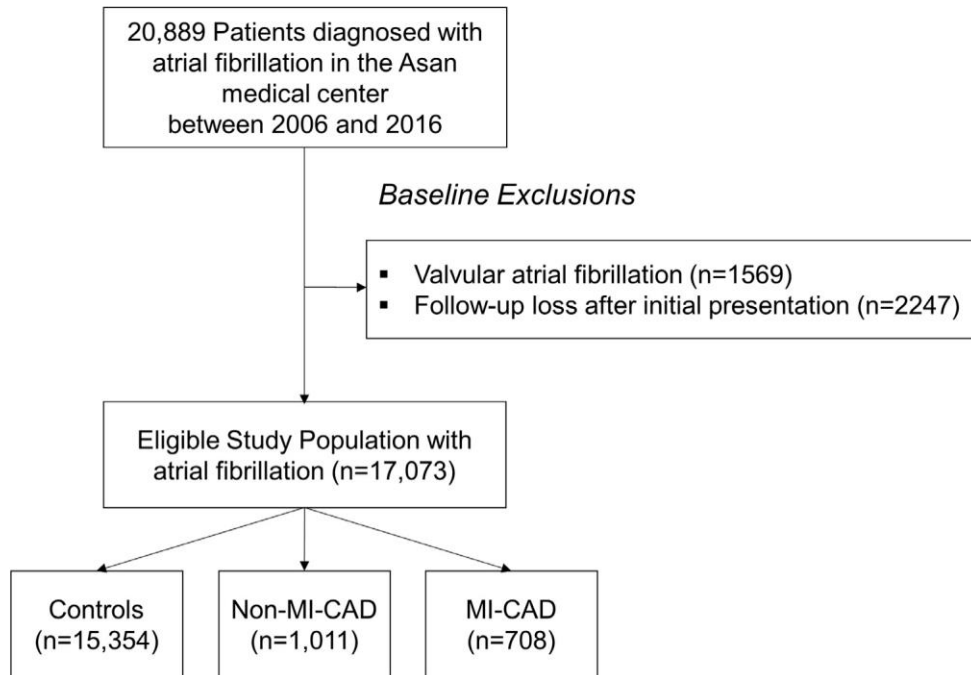 20,889 Patients diagnosed with
atrial fibrillation in the Asan
medical center
between 2006 and 2016
Baseline Exclusions
▪ Valvular atrial fibrillation (n=1569)
▪ Follow-up loss after initial presentation (n=2247)
Eligible Study Population with
atrial fibrillation (n=17,073)
Controls
(n=15,354)
Non-MI-CAD
(n=1,011)
MI-CAD
(n=708)